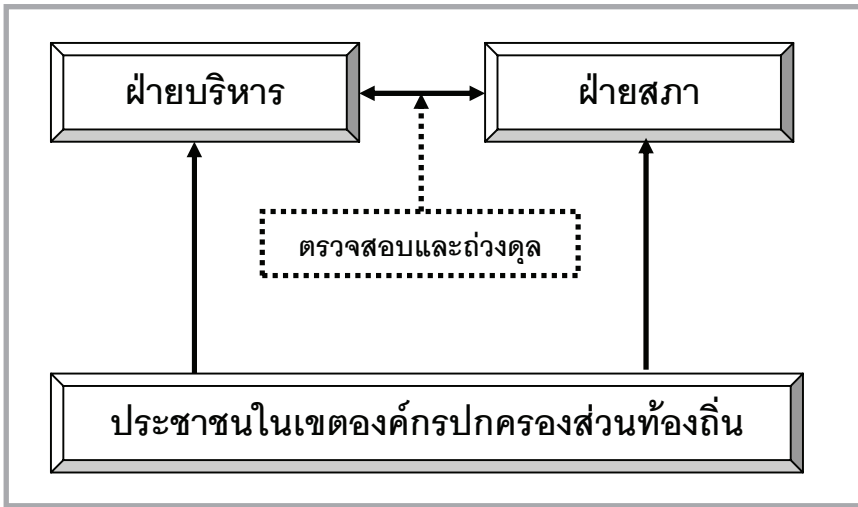 ฝ่ายบริหาร
ฝ่ายสภา
ตรวจสอบและถ่วงดุล
ประชาชนในเขตองค์กรปกครองส่วนท้องถิ่น